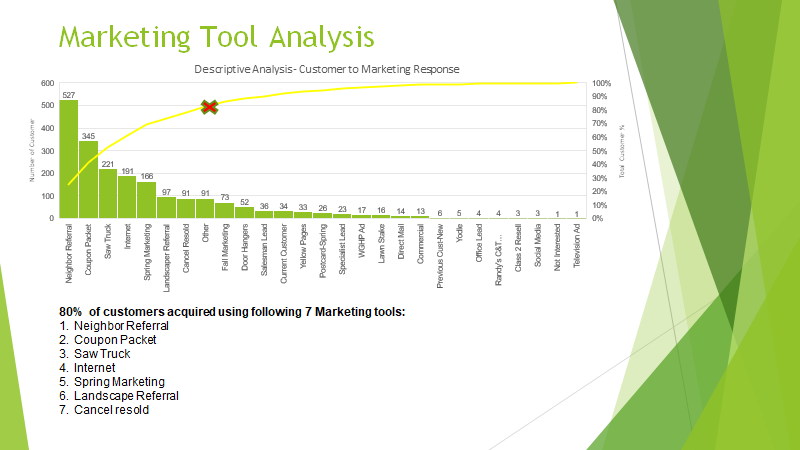 Marketing Tool Analysis
Descriptive Analysis- Customer to Marketing Response
Number of Customer
600
500
400
300
200
100
0
527
345
221
191
166
97
91
91
73
52
36
34
33
26
23
17
16
14
13
6
5
4
4
3
3
1
1
100%
90%
80%
70%
60%
50%
40%
30%
20%
10%
0%
Total Customer %
Neighbor Referral
Coupon Packet
Saw Truck
Internet
Spring Marketing
Landscaper Referral
Cancel Resold
Other
Fall Marketing
Door Hangers
Salesman Lead
Current Customer
Yellow Pages
Postcard-Spring
Specialist Lead
WGHP Ad
Lawn Stake
Direct Mail
Commercial
Previous Cust-New
Yodle
Office Lead
Randy's C&T...
Class 2 Resell
Social Media
Not Interested
Television Ad
80% of customers acquired using following 7 Marketing tools:
1. Neighbor Referral
2. Coupon Packet
3. Saw Truck
4. Internet
5. Spring Marketing
6. Landscape Referral
7. Cancel resold